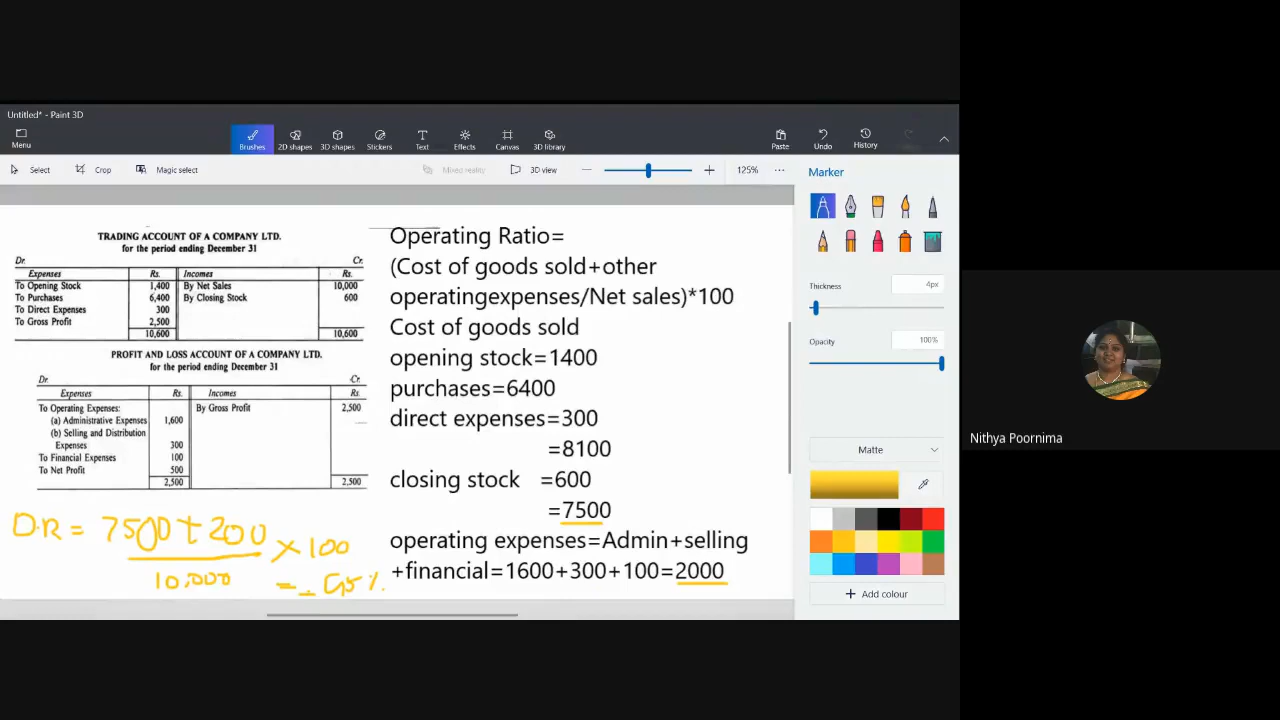 Untitled* - Paint 3D
Menu
Brushes 2D shapes 3D shapes Stickers Text Effects Canvas 3D library Paste Undo History
Select Crop Magic select Mixed reality 3D view 125%
Marker
Thickness 4px
Opacity 100%
Matte
Add colour
TRADING ACCOUNT OF A COMPANY LTD.
for the period ending December 31
Dr. Cr.
Expenses Rs. Incomes Rs.
To Opening Stock 1,400 By Net Sales 10,000
To Purchases 6,400 By Closing Stock 600
To Direct Expenses 300
To Gross Profit 2,500
10,600 10,600
PROFIT AND LOSS ACCOUNT OF A COMPANY LTD.
for the period ending December 31
Dr. Cr.
Expenses Rs. Incomes Rs.
To Operating Expenses: By Gross Profit 2,500
(a) Administrative Expenses 1,600
(b) Selling and Distribution
Expenses 300
To Financial Expenses 100
To Net Profit 500
2,500 2,500
O.R = 7500 + 200
10,000
× 100
= 95%.
Operating Ratio=
(Cost of goods sold+other
operatingexpenses/Net sales)*100
Cost of goods sold
opening stock=1400
purchases=6400
direct expenses=300
=8100
closing stock =600
=7500
operating expenses=Admin+selling
+financial=1600+300+100=2000
Nithya Poornima